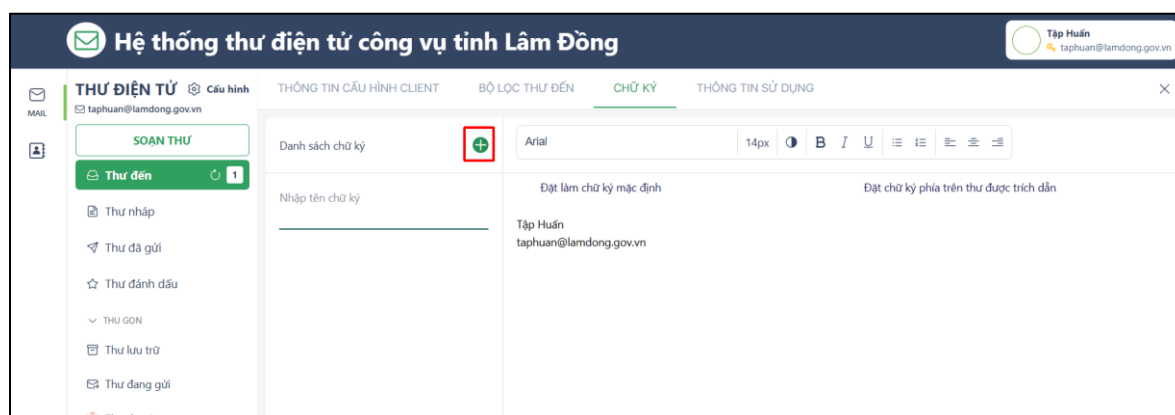 Hệ thống thư điện tử công vụ tỉnh Lâm Đồng
Tập Huấn
taphuan@lamdong.gov.vn
MAIL
THƯ ĐIỆN TỬ Cấu hình
taphuan@lamdong.gov.vn
SOẠN THƯ
Thư đến 1
Thư nháp
Thư đã gửi
Thư đánh dấu
THU GỌN
Thư lưu trữ
Thư đang gửi
THÔNG TIN CẤU HÌNH CLIENT BỘ LỌC THƯ ĐẾN CHỮ KÝ THÔNG TIN SỬ DỤNG
Danh sách chữ ký
Nhập tên chữ ký
Arial 14px B I U
Đặt làm chữ ký mặc định Đặt chữ ký phía trên thư được trích dẫn
Tập Huấn
taphuan@lamdong.gov.vn